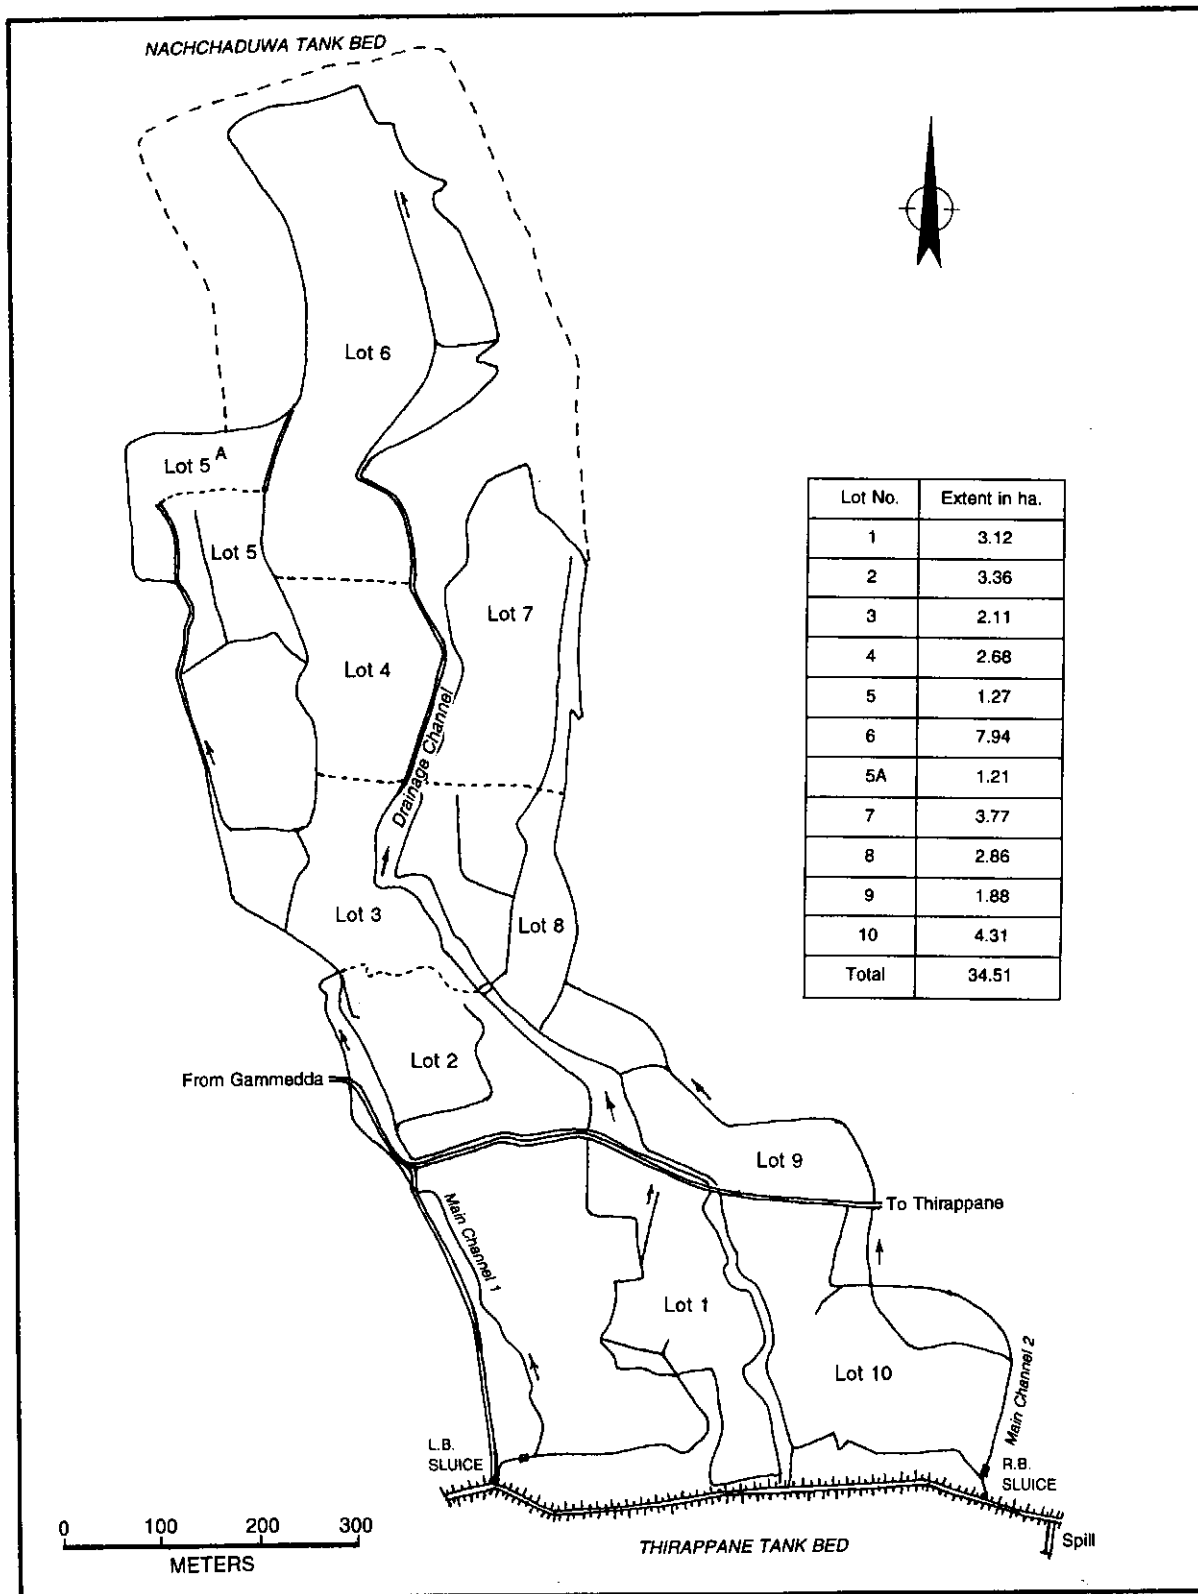 NACHCHADUWA TANK BED
Lot 6
Lot 5 A
Lot 5
Lot 7
Lot 4
Drainage Channel
Lot 3
Lot 8
Lot 2
From Gammedda
Lot 9
To Thirappane
Main Channel 1
Lot 1
Lot 10
Main Channel 2
L.B.
SLUICE
R.B.
SLUICE
Spill
THIRAPPANE TANK BED
0 100 200 300
METERS
Lot No. Extent in ha.
1 3.12
2 3.36
3 2.11
4 2.68
5 1.27
6 7.94
5A 1.21
7 3.77
8 2.86
9 1.88
10 4.31
Total 34.51